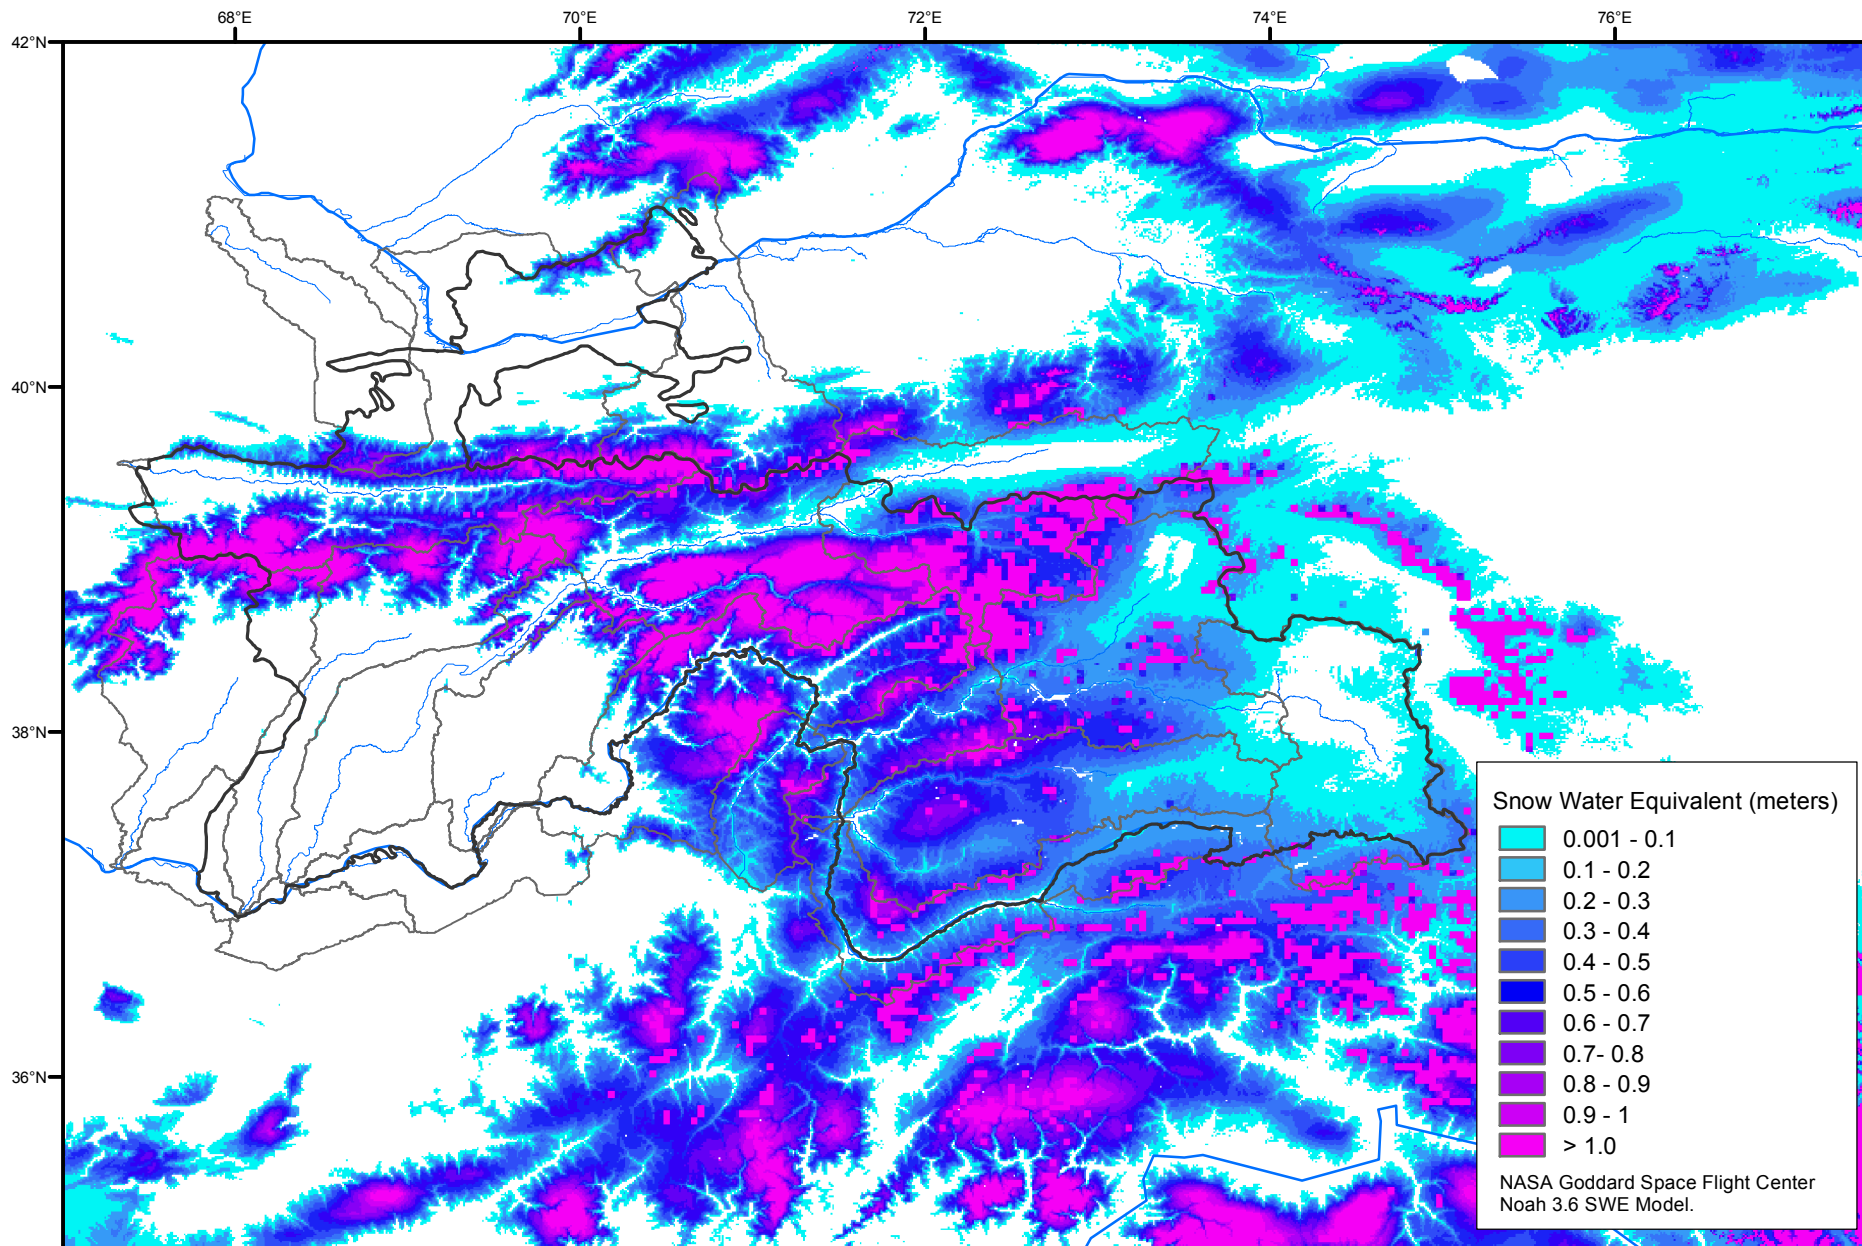 68°E
70°E
72°E
74°E
76°E
42°N
40°N
38°N
36°N
Snow Water Equivalent (meters)
0.001 - 0.1
0.1 - 0.2
0.2 - 0.3
0.3 - 0.4
0.4 - 0.5
0.5 - 0.6
0.6 - 0.7
0.7- 0.8
0.8 - 0.9
0.9 - 1
> 1.0
NASA Goddard Space Flight Center
Noah 3.6 SWE Model.